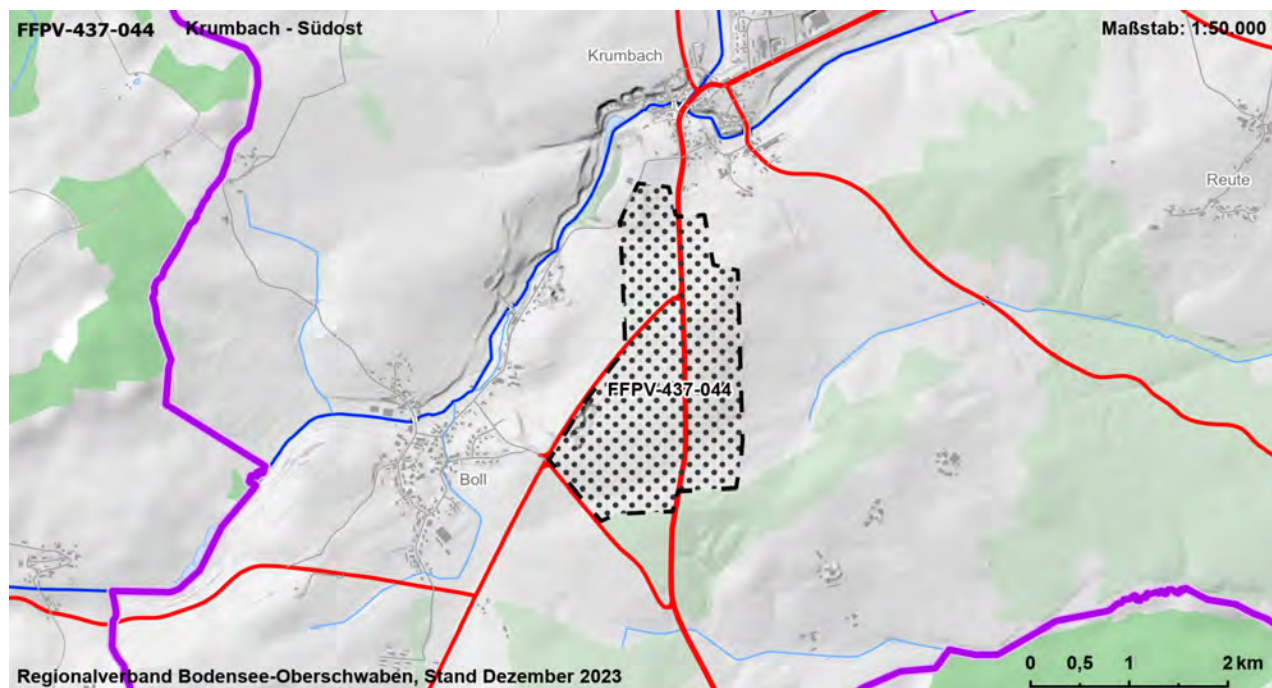 FFPV-437-044 Krumbach - Südost
Maßstab: 1:50.000
Krumbach
Reute
FFPV-437-044
Boll
0 0,5 1 2 km
Regionalverband Bodensee-Oberschwaben, Stand Dezember 2023